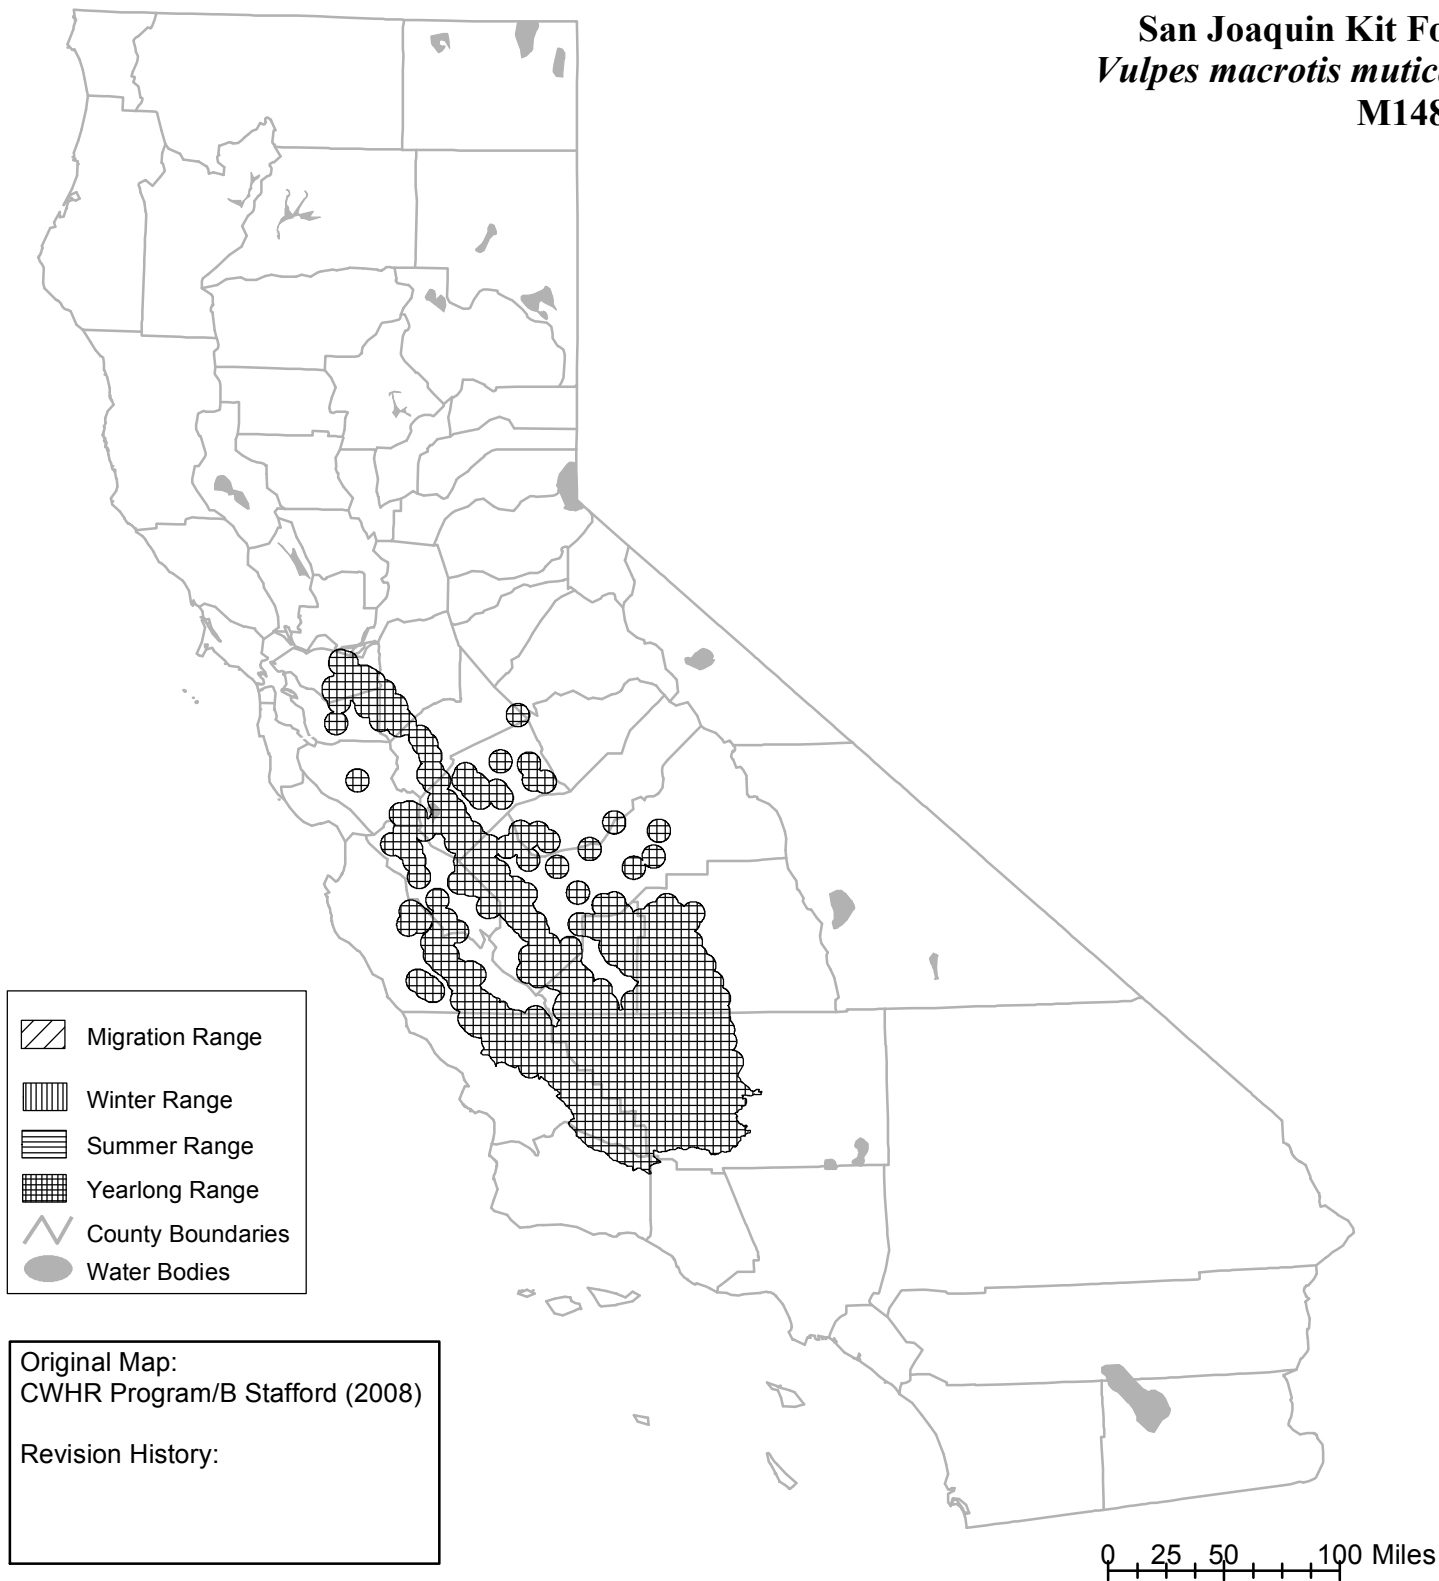 San Joaquin Kit Fo
Vulpes macrotis mutic
M148
Migration Range
Winter Range
Summer Range
Yearlong Range
County Boundaries
Water Bodies
Original Map:
CWHR Program/B Stafford (2008)
Revision History:
0 25 50 100 Miles